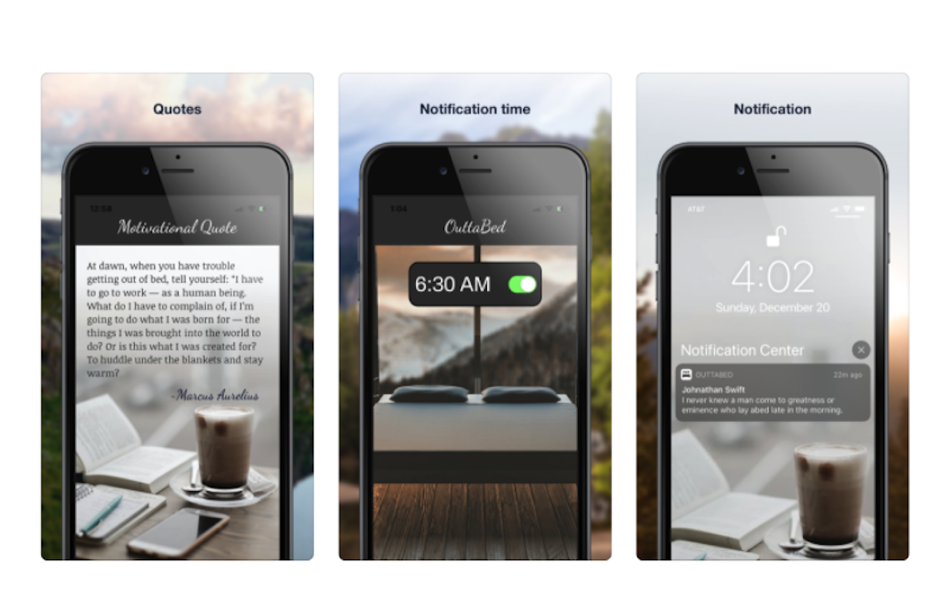 Quotes
12:58
Motivational Quote
At dawn, when you have trouble
getting out of bed, tell yourself: "I have
to go to work — as a human being.
What do I have to complain of, if I'm
going to do what I was born for — the
things I was brought into the world to
do? Or is this what I was created for?
To huddle under the blankets and stay
warm?
-Marcus Aurelius
Notification time
1:04
OuttaBed
6:30 AM
Notification
AT&T
4:02
Sunday, December 20
Notification Center
OUTTABED 22m ago
Johnathan Swift
I never knew a man come to greatness or
eminence who lay abed late in the morning.